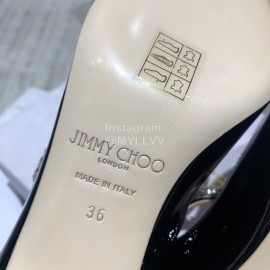 Instagram:
@MYLLVV
JIMMY CHOO
LONDON
MADE IN ITALY
36